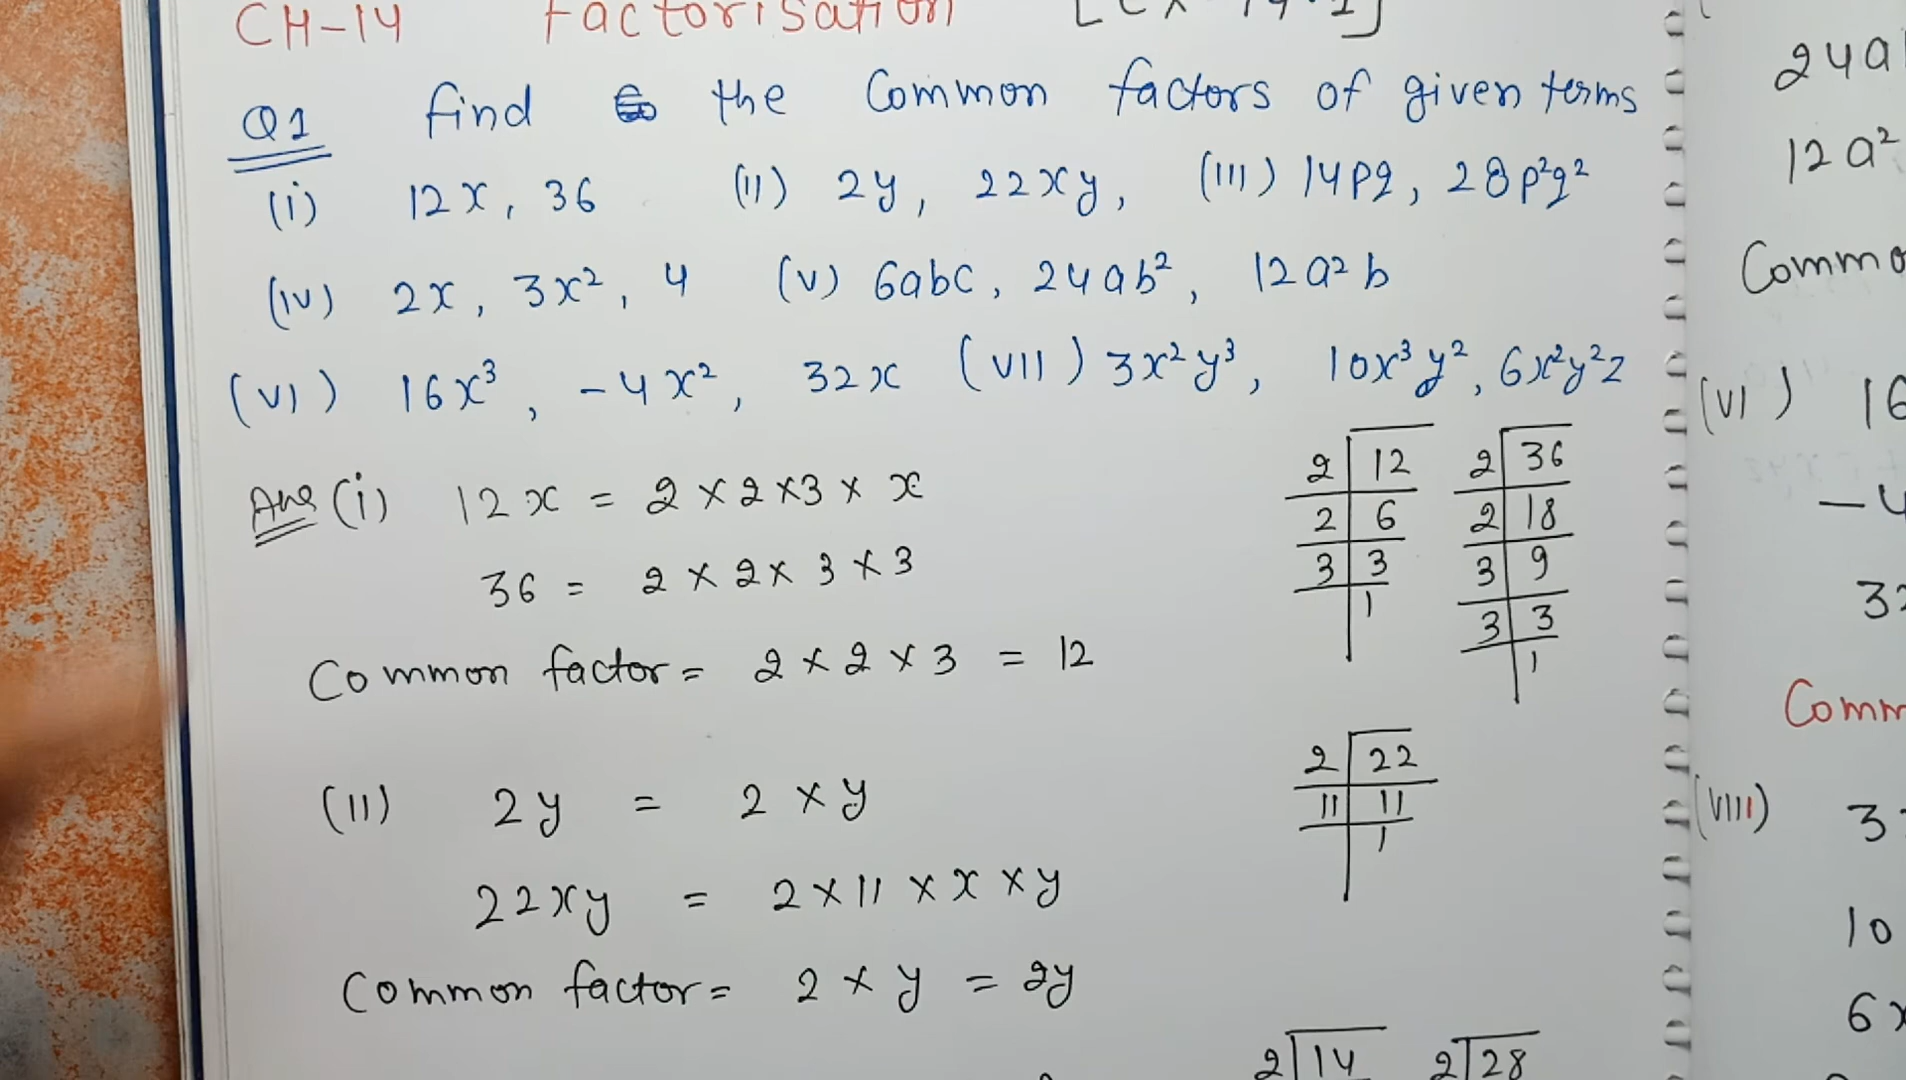 CH-14 Factorisation [Ex 14.1]
Q1 find the Common factors of given terms
(i) 12x, 36 (ii) 2y, 22xy, (iii) 14pq, 28p²q²
(iv) 2x, 3x², 4 (v) 6abc, 24ab², 12a²b
(vi) 16x³, -4x², 32x (vii) 3x²y³, 10x³y², 6x²y²z
Ans (i) 12x = 2×2×3×x
36 = 2×2×3×3
Common factor = 2×2×3 = 12
2 12
2 6
3 3
1
2 36
2 18
3 9
3 3
1
(ii) 2y = 2×y
22xy = 2×11×x×y
Common factor = 2×y = 2y
2 22
11 11
1
2 14
2 28
12a²
(vi)
(viii)
10